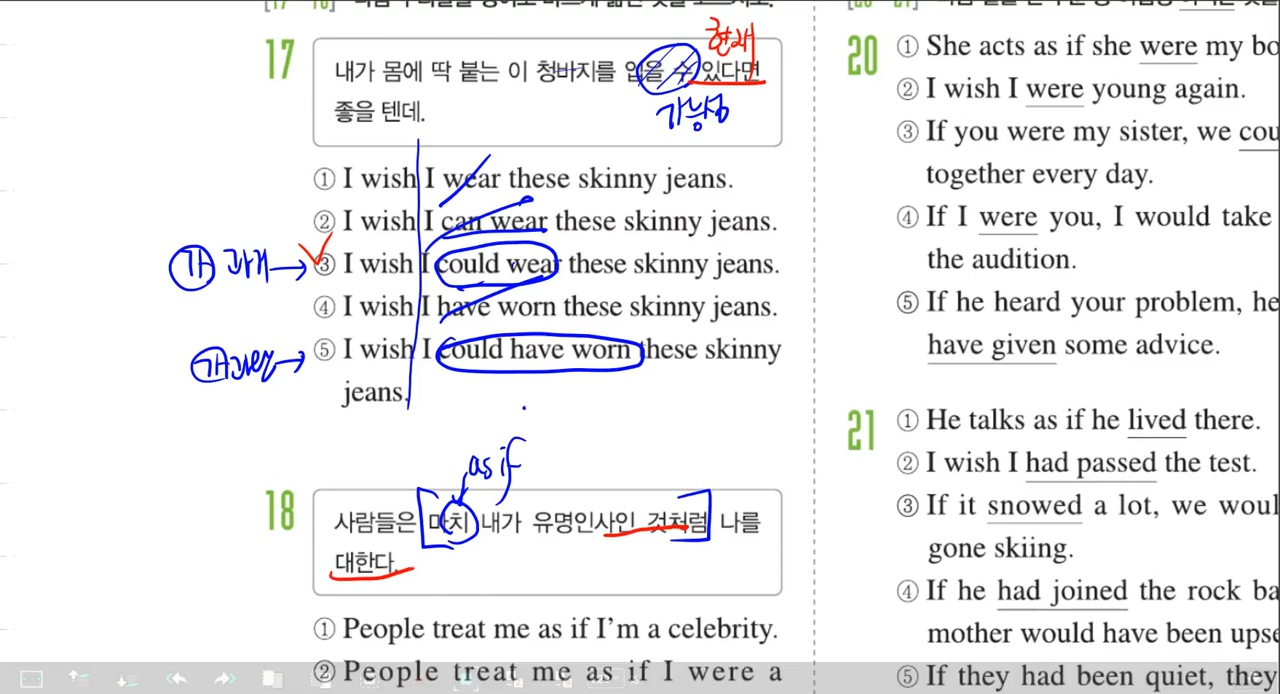 17
현재
내가 몸에 딱 붙는 이 청바지를 입을 수 있다면
좋을 텐데.
가능성
① I wish I wear these skinny jeans.
② I wish I can wear these skinny jeans.
가 과거 → ③ I wish I could wear these skinny jeans.
④ I wish I have worn these skinny jeans.
가과완 → ⑤ I wish I could have worn these skinny
jeans.
as if
18
사람들은 마치 내가 유명인사인 것처럼 나를
대한다.
① People treat me as if I’m a celebrity.
② People treat me as if I were a
20
① She acts as if she were my bo
② I wish I were young again.
③ If you were my sister, we cou
together every day.
④ If I were you, I would take
the audition.
⑤ If he heard your problem, he
have given some advice.
21
① He talks as if he lived there.
② I wish I had passed the test.
③ If it snowed a lot, we woul
gone skiing.
④ If he had joined the rock ba
mother would have been upse
⑤ If they had been quiet, they